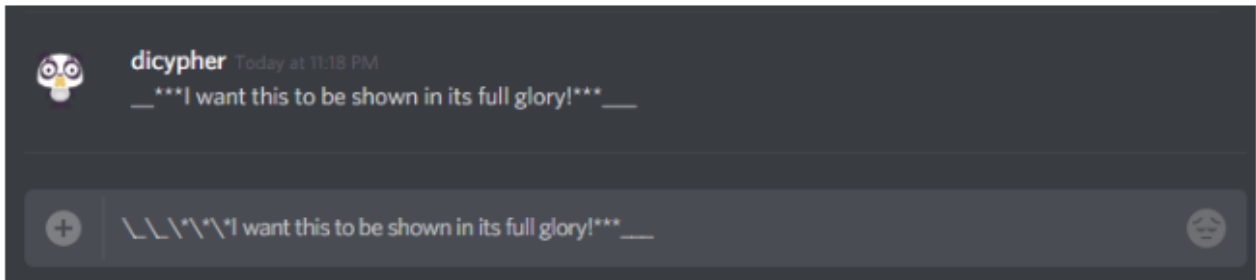 dicypher Today at 11:18 PM
__***I want this to be shown in its full glory!***___
\_\_\*\*\*I want this to be shown in its full glory!***___